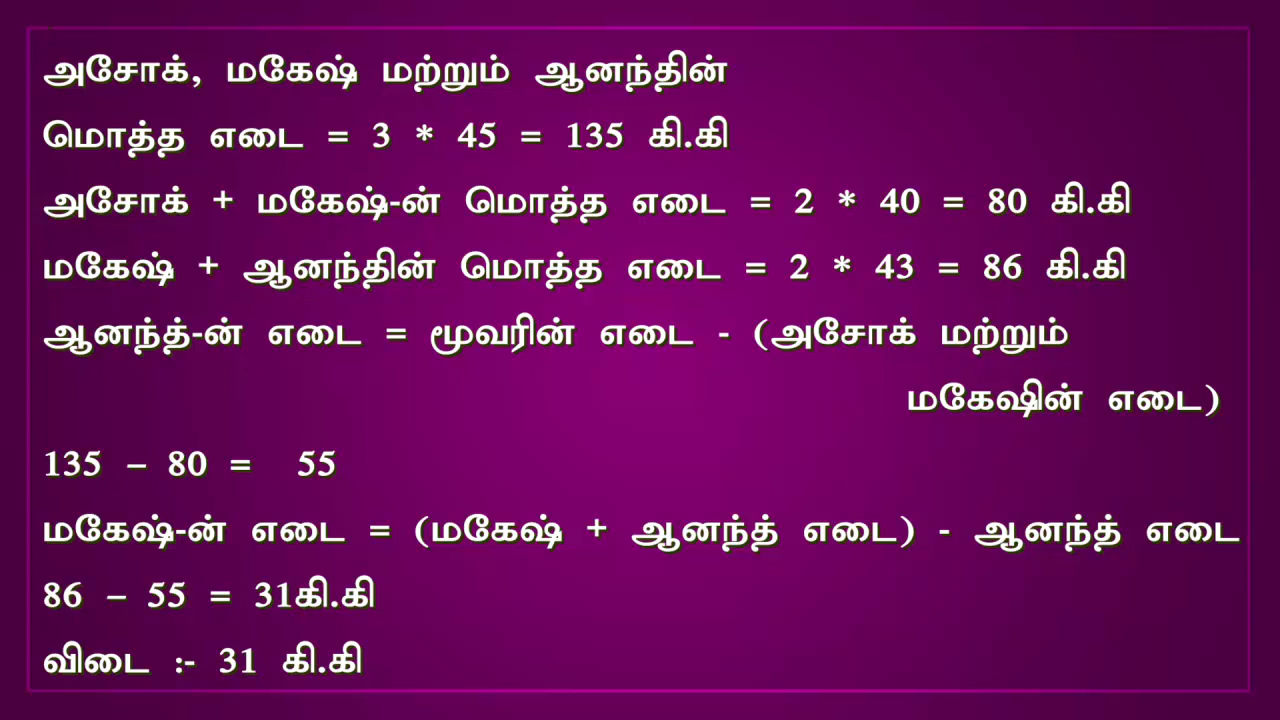 அசோக், மகேஷ் மற்றும் ஆனந்தின்
மொத்த எடை = 3 * 45 = 135 கி.கி
அசோக் + மகேஷ்-ன் மொத்த எடை = 2 * 40 = 80 கி.கி
மகேஷ் + ஆனந்தின் மொத்த எடை = 2 * 43 = 86 கி.கி
ஆனந்த்-ன் எடை = மூவரின் எடை - (அசோக் மற்றும்
மகேஷின் எடை)
135 – 80 = 55
மகேஷ்-ன் எடை = (மகேஷ் + ஆனந்த் எடை) - ஆனந்த் எடை
86 – 55 = 31கி.கி
விடை :- 31 கி.கி